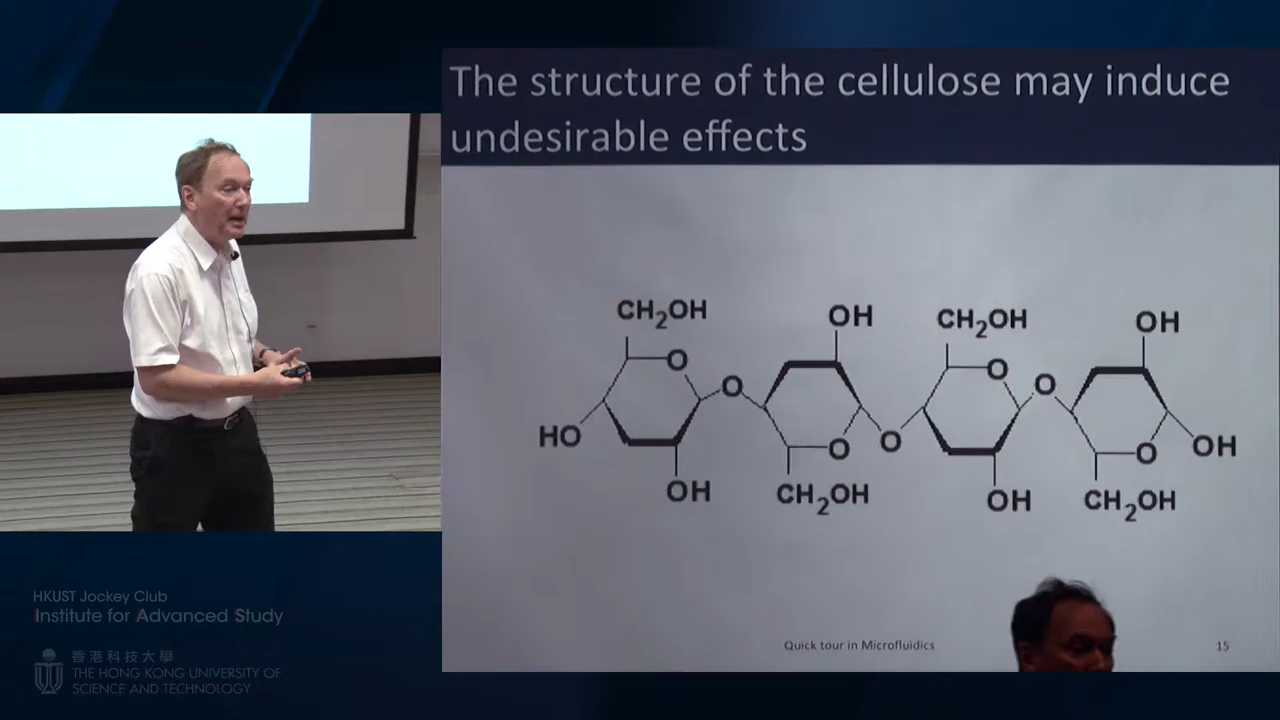 The structure of the cellulose may induce
undesirable effects
CH2OH
OH
CH2OH
OH
O
O
O
O
HO
O
O
O
OH
OH
CH2OH
OH
CH2OH
Quick tour in Microfluidics
15
HKUST Jockey Club
Institute for Advanced Study
香港科技大學
THE HONG KONG UNIVERSITY OF
SCIENCE AND TECHNOLOGY